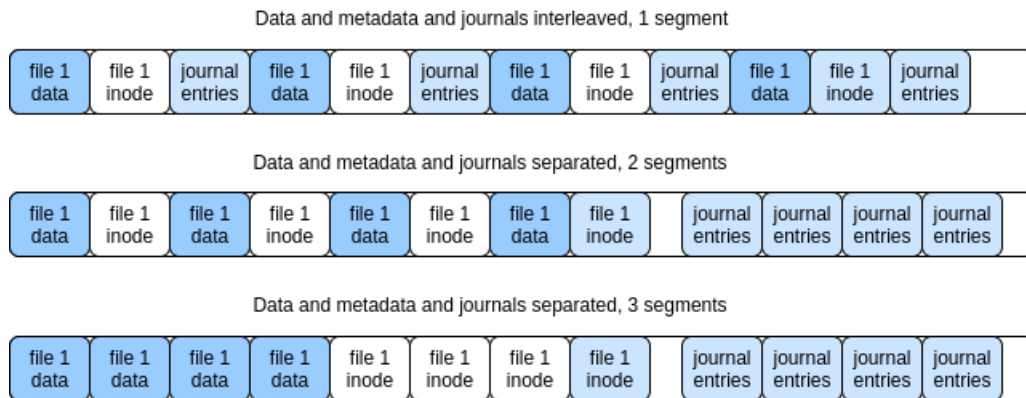 Data and metadata and journals interleaved, 1 segment
file 1 file 1 journal file 1 file 1 journal file 1 file 1 journal file 1 file 1 journal
data inode entries data inode entries data inode entries data inode entries
Data and metadata and journals separated, 2 segments
file 1 file 1 file 1 file 1 file 1 file 1 file 1 file 1 journal journal journal journal
data inode data inode data inode data inode entries entries entries entries
Data and metadata and journals separated, 3 segments
file 1 file 1 file 1 file 1 file 1 file 1 file 1 file 1 journal journal journal journal
data data data data inode inode inode inode entries entries entries entries